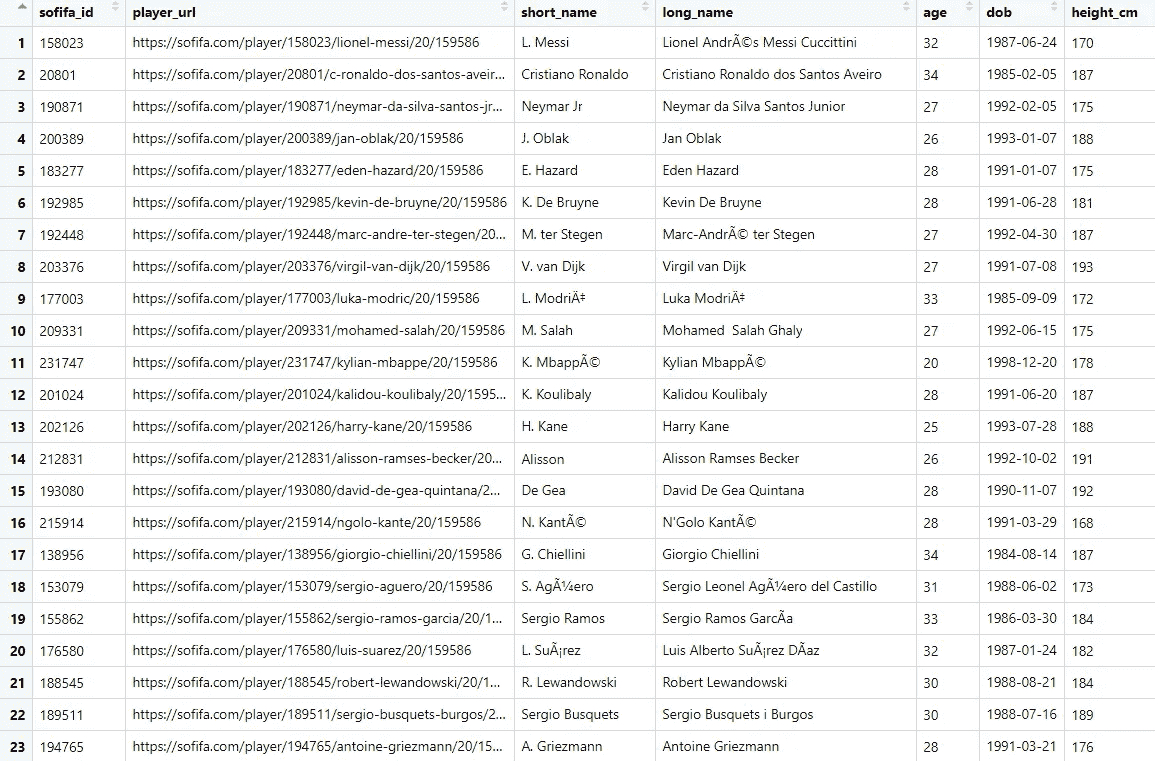 sofifa_id player_url short_name long_name age dob height_cm
1 158023 https://sofifa.com/player/158023/lionel-messi/20/159586 L. Messi Lionel AndrÃ©s Messi Cuccittini 32 1987-06-24 170
2 20801 https://sofifa.com/player/20801/c-ronaldo-dos-santos-aveir... Cristiano Ronaldo Cristiano Ronaldo dos Santos Aveiro 34 1985-02-05 187
3 190871 https://sofifa.com/player/190871/neymar-da-silva-santos-jr... Neymar Jr Neymar da Silva Santos Junior 27 1992-02-05 175
4 200389 https://sofifa.com/player/200389/jan-oblak/20/159586 J. Oblak Jan Oblak 26 1993-01-07 188
5 183277 https://sofifa.com/player/183277/eden-hazard/20/159586 E. Hazard Eden Hazard 28 1991-01-07 175
6 192985 https://sofifa.com/player/192985/kevin-de-bruyne/20/159586 K. De Bruyne Kevin De Bruyne 28 1991-06-28 181
7 192448 https://sofifa.com/player/192448/marc-andre-ter-stegen/20... M. ter Stegen Marc-AndrÃ© ter Stegen 27 1992-04-30 187
8 203376 https://sofifa.com/player/203376/virgil-van-dijk/20/159586 V. van Dijk Virgil van Dijk 27 1991-07-08 193
9 177003 https://sofifa.com/player/177003/luka-modric/20/159586 L. ModriÄ‡ Luka ModriÄ‡ 33 1985-09-09 172
10 209331 https://sofifa.com/player/209331/mohamed-salah/20/159586 M. Salah Mohamed  Salah Ghaly 27 1992-06-15 175
11 231747 https://sofifa.com/player/231747/kylian-mbappe/20/159586 K. MbappÃ© Kylian MbappÃ© 20 1998-12-20 178
12 201024 https://sofifa.com/player/201024/kalidou-koulibaly/20/1595... K. Koulibaly Kalidou Koulibaly 28 1991-06-20 187
13 202126 https://sofifa.com/player/202126/harry-kane/20/159586 H. Kane Harry Kane 25 1993-07-28 188
14 212831 https://sofifa.com/player/212831/alisson-ramses-becker/20... Alisson Alisson Ramses Becker 26 1992-10-02 191
15 193080 https://sofifa.com/player/193080/david-de-gea-quintana/2... De Gea David De Gea Quintana 28 1990-11-07 192
16 215914 https://sofifa.com/player/215914/ngolo-kante/20/159586 N. KantÃ© N'Golo KantÃ© 28 1991-03-29 168
17 138956 https://sofifa.com/player/138956/giorgio-chiellini/20/159586 G. Chiellini Giorgio Chiellini 34 1984-08-14 187
18 153079 https://sofifa.com/player/153079/sergio-aguero/20/159586 S. AgÃ¼ero Sergio Leonel AgÃ¼ero del Castillo 31 1988-06-02 173
19 155862 https://sofifa.com/player/155862/sergio-ramos-garcia/20/1... Sergio Ramos Sergio Ramos GarcÃ­a 33 1986-03-30 184
20 176580 https://sofifa.com/player/176580/luis-suarez/20/159586 L. SuÃ¡rez Luis Alberto SuÃ¡rez DÃ­az 32 1987-01-24 182
21 188545 https://sofifa.com/player/188545/robert-lewandowski/20/1... R. Lewandowski Robert Lewandowski 30 1988-08-21 184
22 189511 https://sofifa.com/player/189511/sergio-busquets-burgos/2... Sergio Busquets Sergio Busquets i Burgos 30 1988-07-16 189
23 194765 https://sofifa.com/player/194765/antoine-griezmann/20/15... A. Griezmann Antoine Griezmann 28 1991-03-21 176